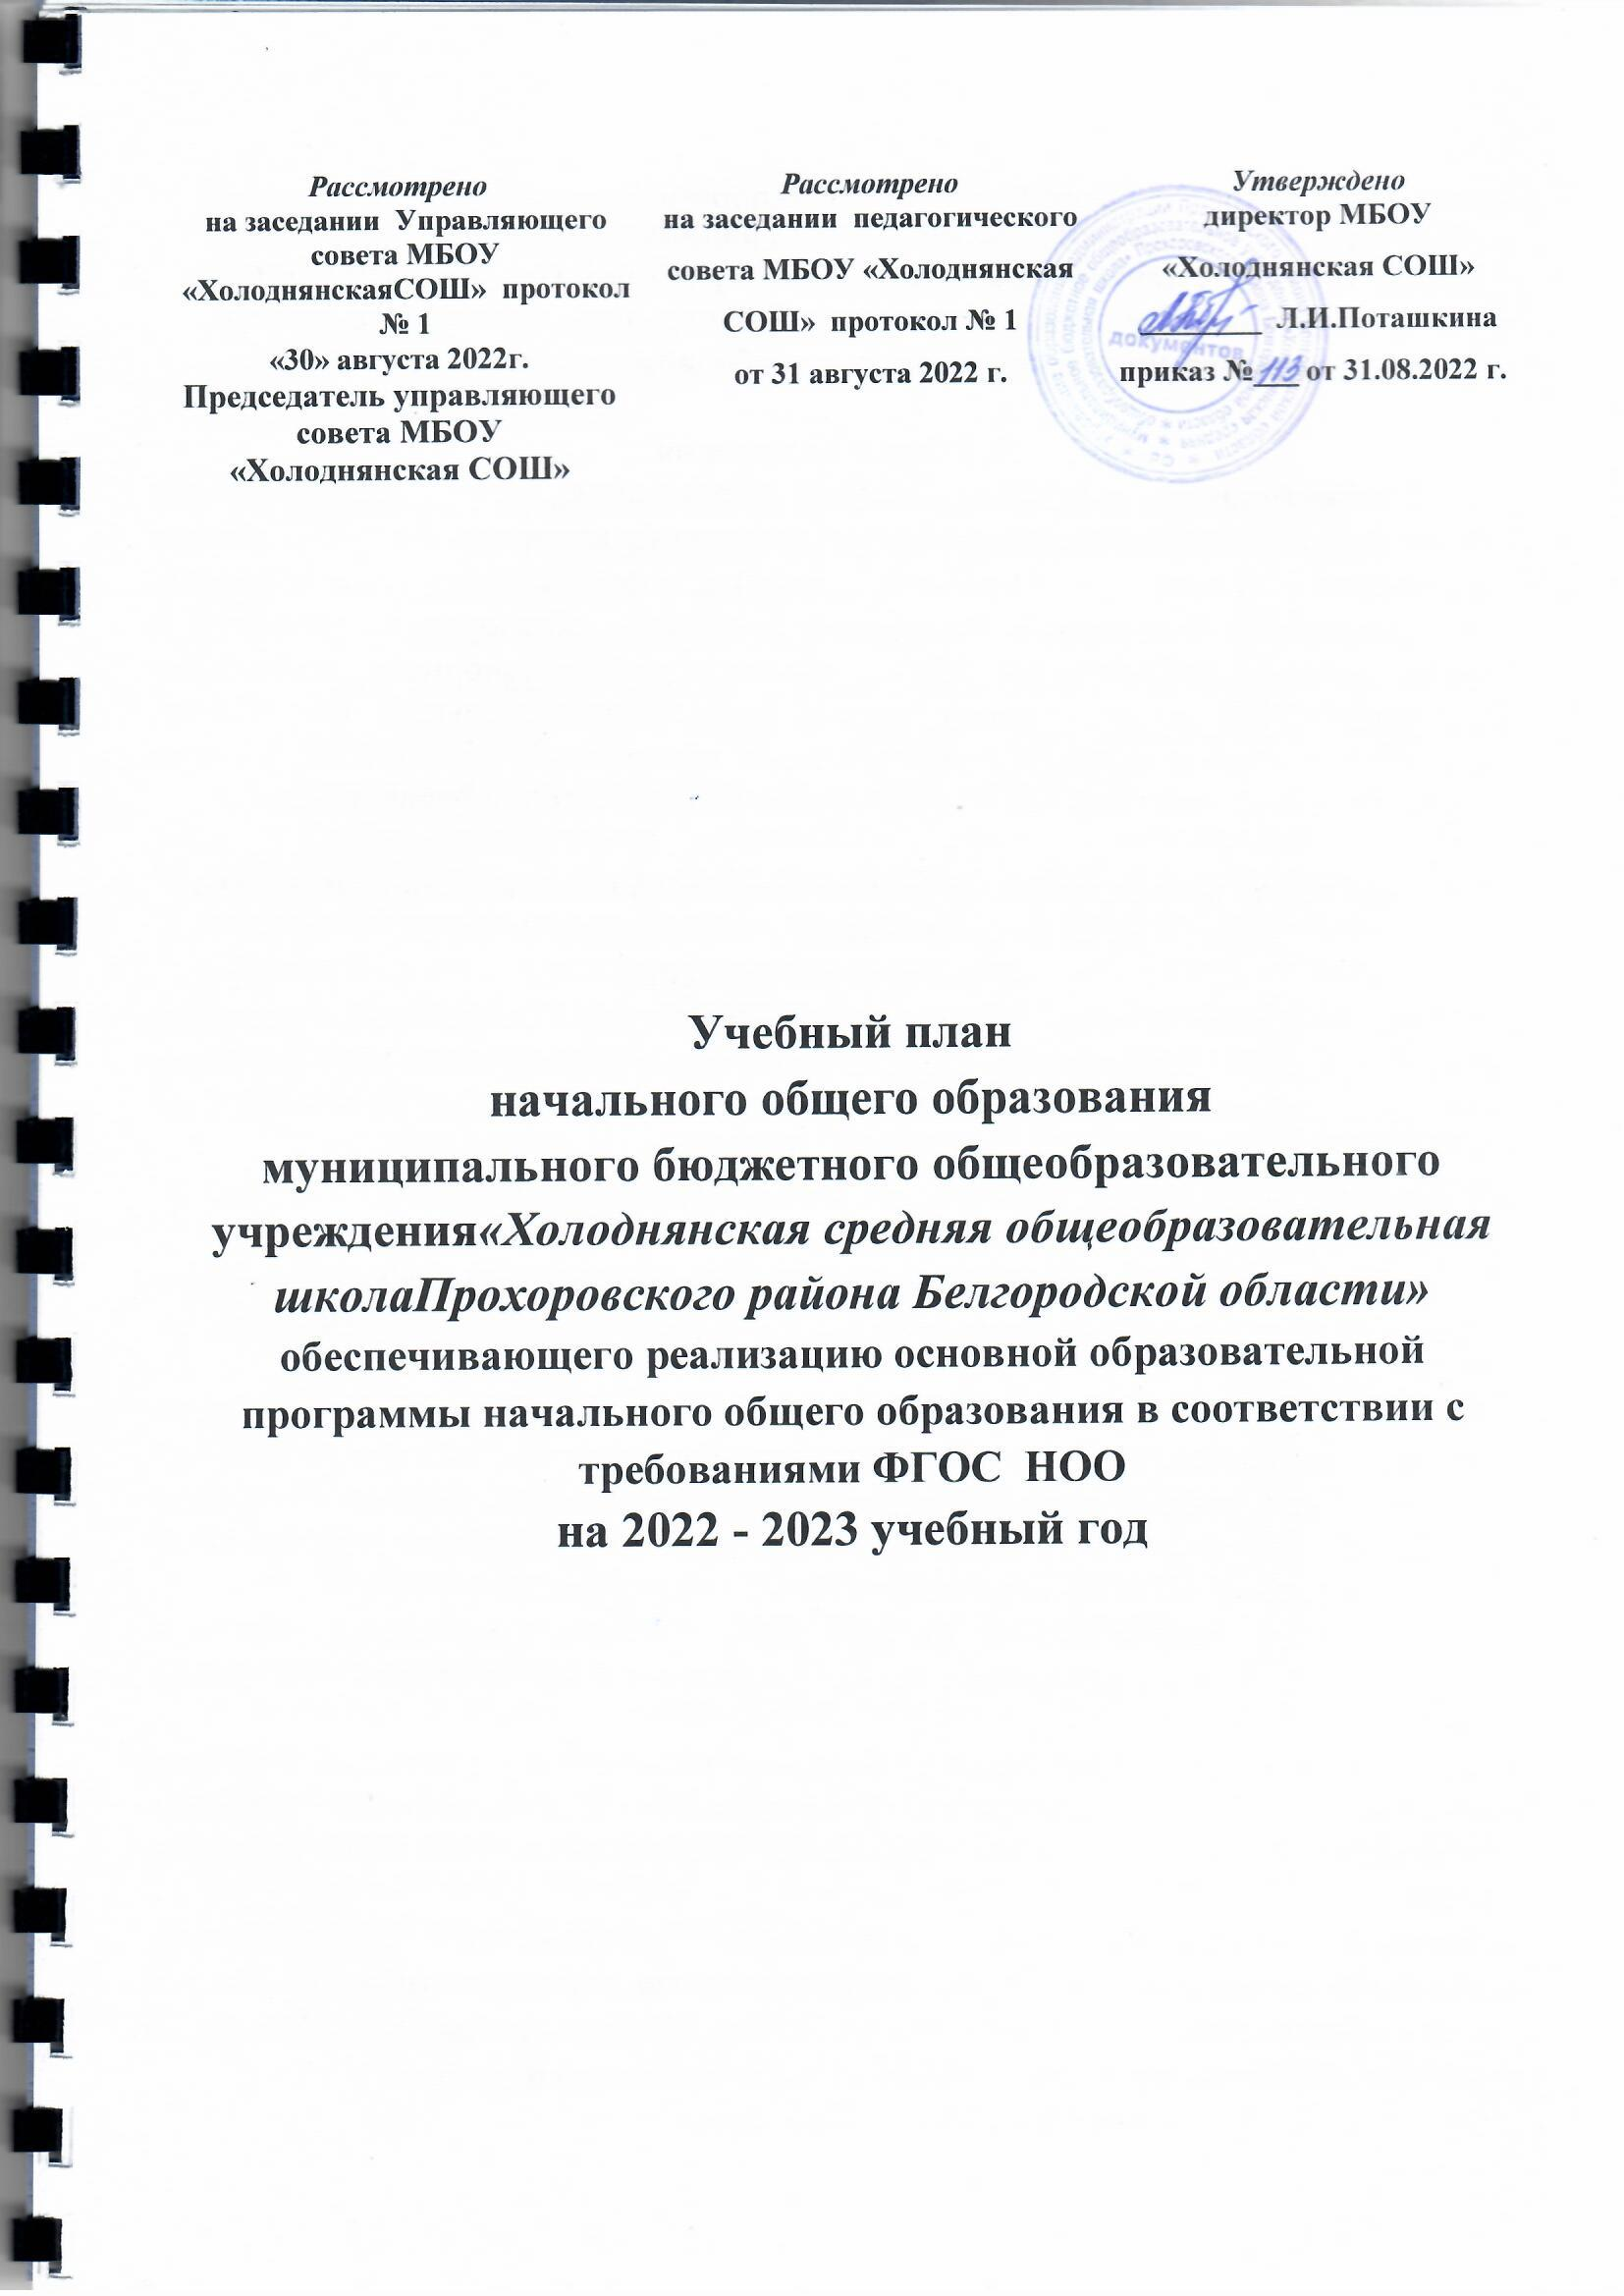 Рассмотрено
на заседании Управляющего
совета МБОУ
«ХолоднянскаяСОШ» протокол
№ 1
«30» августа 2022г.
Председатель управляющего
совета МБОУ
«Холоднянская СОШ»
Рассмотрено
на заседании педагогического
совета МБОУ «Холоднянская
СОШ» протокол № 1
от 31 августа 2022 г.
Утверждено
директор МБОУ
«Холоднянская СОШ»
Л.И.Поташкина
документов
приказ № 113 от 31.08.2022 г.
Учебный план
начального общего образования
муниципального бюджетного общеобразовательного
учреждения«Холоднянская средняя общеобразовательная
школаПрохоровского района Белгородской области»
обеспечивающего реализацию основной образовательной
программы начального общего образования в соответствии с
требованиями ФГОС НОО
на 2022 - 2023 учебный год